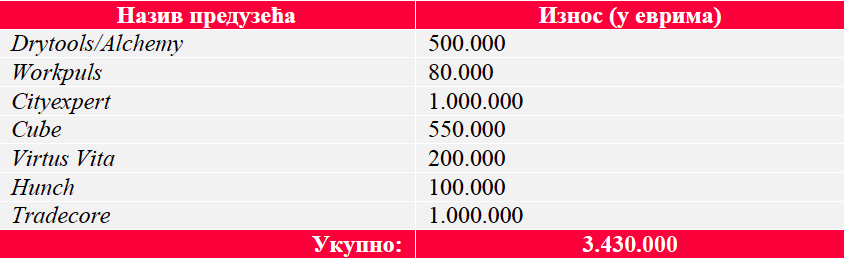 Назив предузећа Износ (у еврима)
Drytools/Alchemy 500.000
Workpuls 80.000
Cityexpert 1.000.000
Cube 550.000
Virtus Vita 200.000
Hunch 100.000
Tradecore 1.000.000
Укупно: 3.430.000